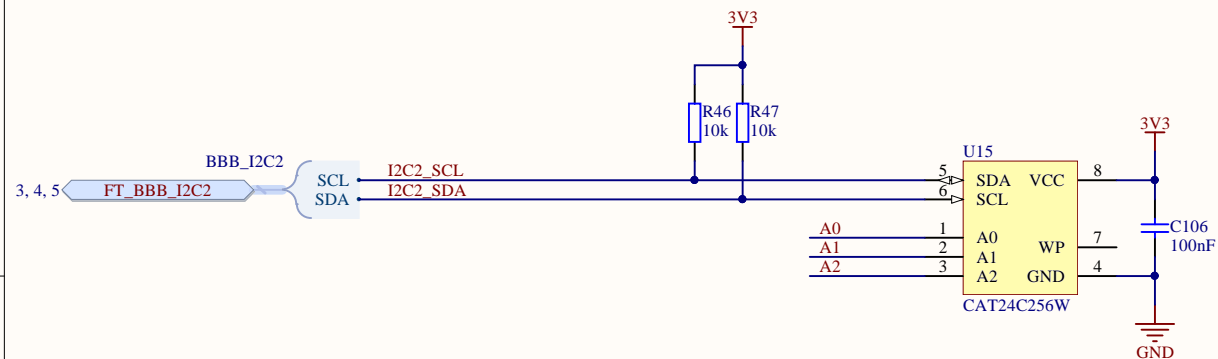 3V3
R46
10k
R47
10k
3V3
BBB_I2C2
U15
3, 4, 5
FT_BBB_I2C2
SCL
SDA
I2C2_SCL
I2C2_SDA
5
6
SDA
SCL
VCC
8
A0
A1
A2
1
2
3
A0
A1
A2
WP
GND
7
4
C106
100nF
CAT24C256W
GND